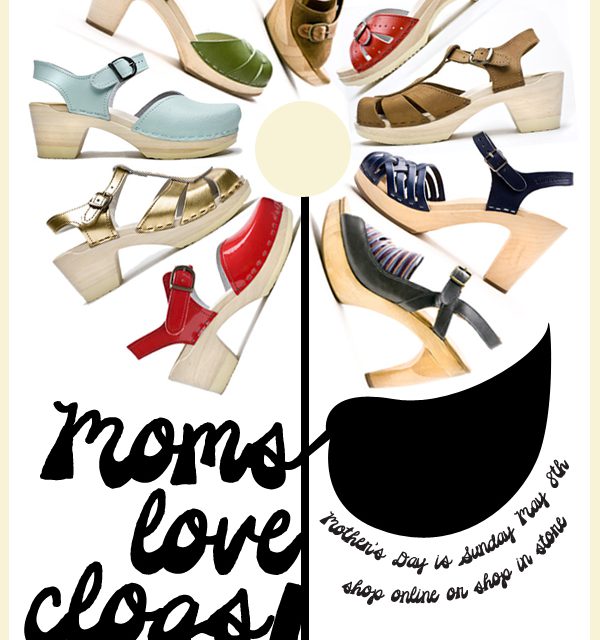 moms
love
clogs
Mother's Day is Sunday May 8th
shop online or shop in store